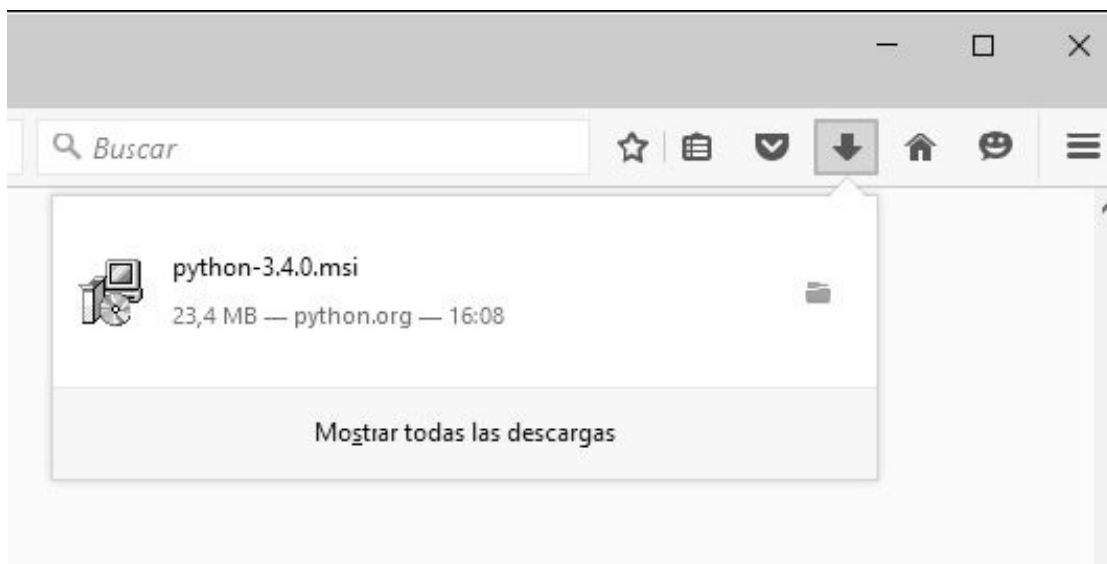 Buscar
python-3.4.0.msi
23,4 MB — python.org — 16:08
Mostrar todas las descargas